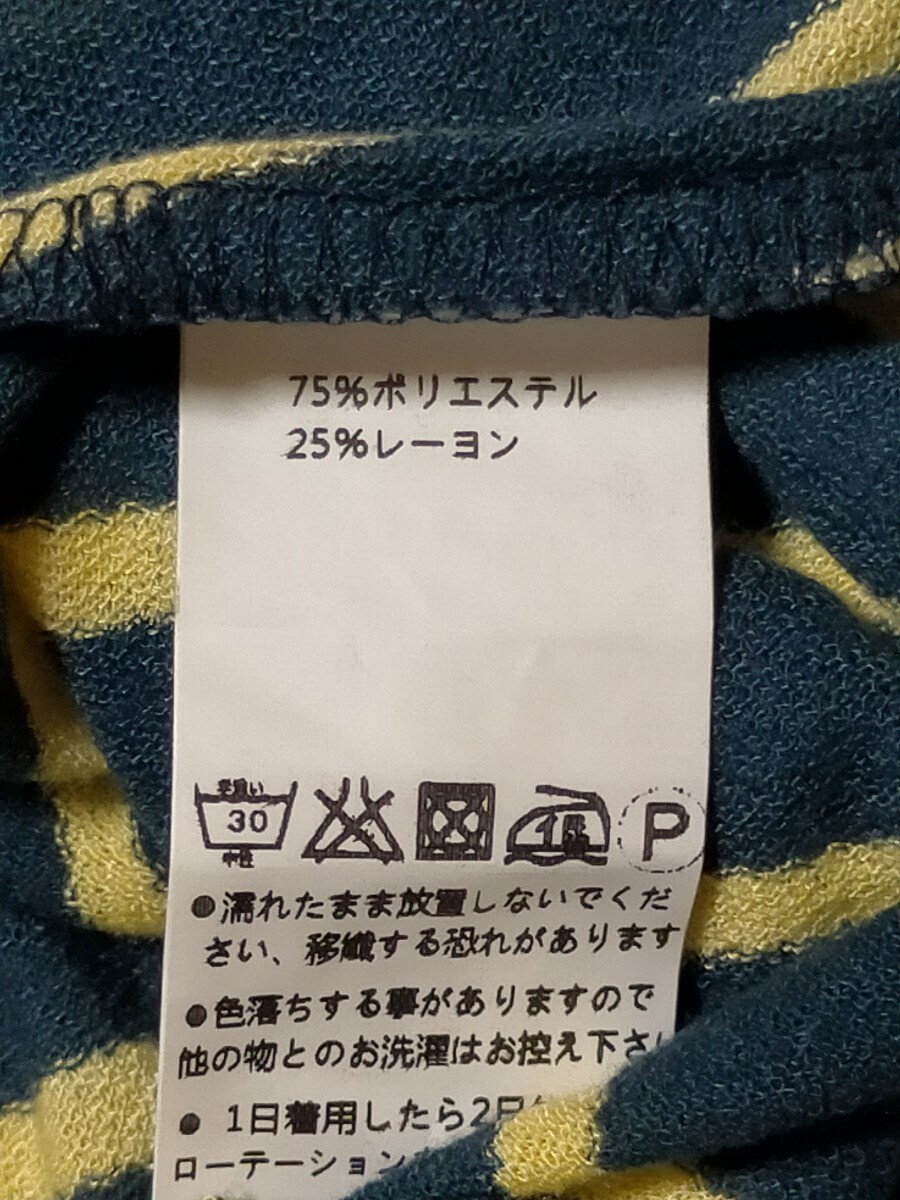 75%ポリエステル
25%レーヨン
手洗い
30
中性
P
●濡れたまま放置しないでくだ
さい、移繊する恐れがあります
●色落ちする事がありますので
他の物とのお洗濯はお控え下さい
● 1日着用したら2日
ローテーション